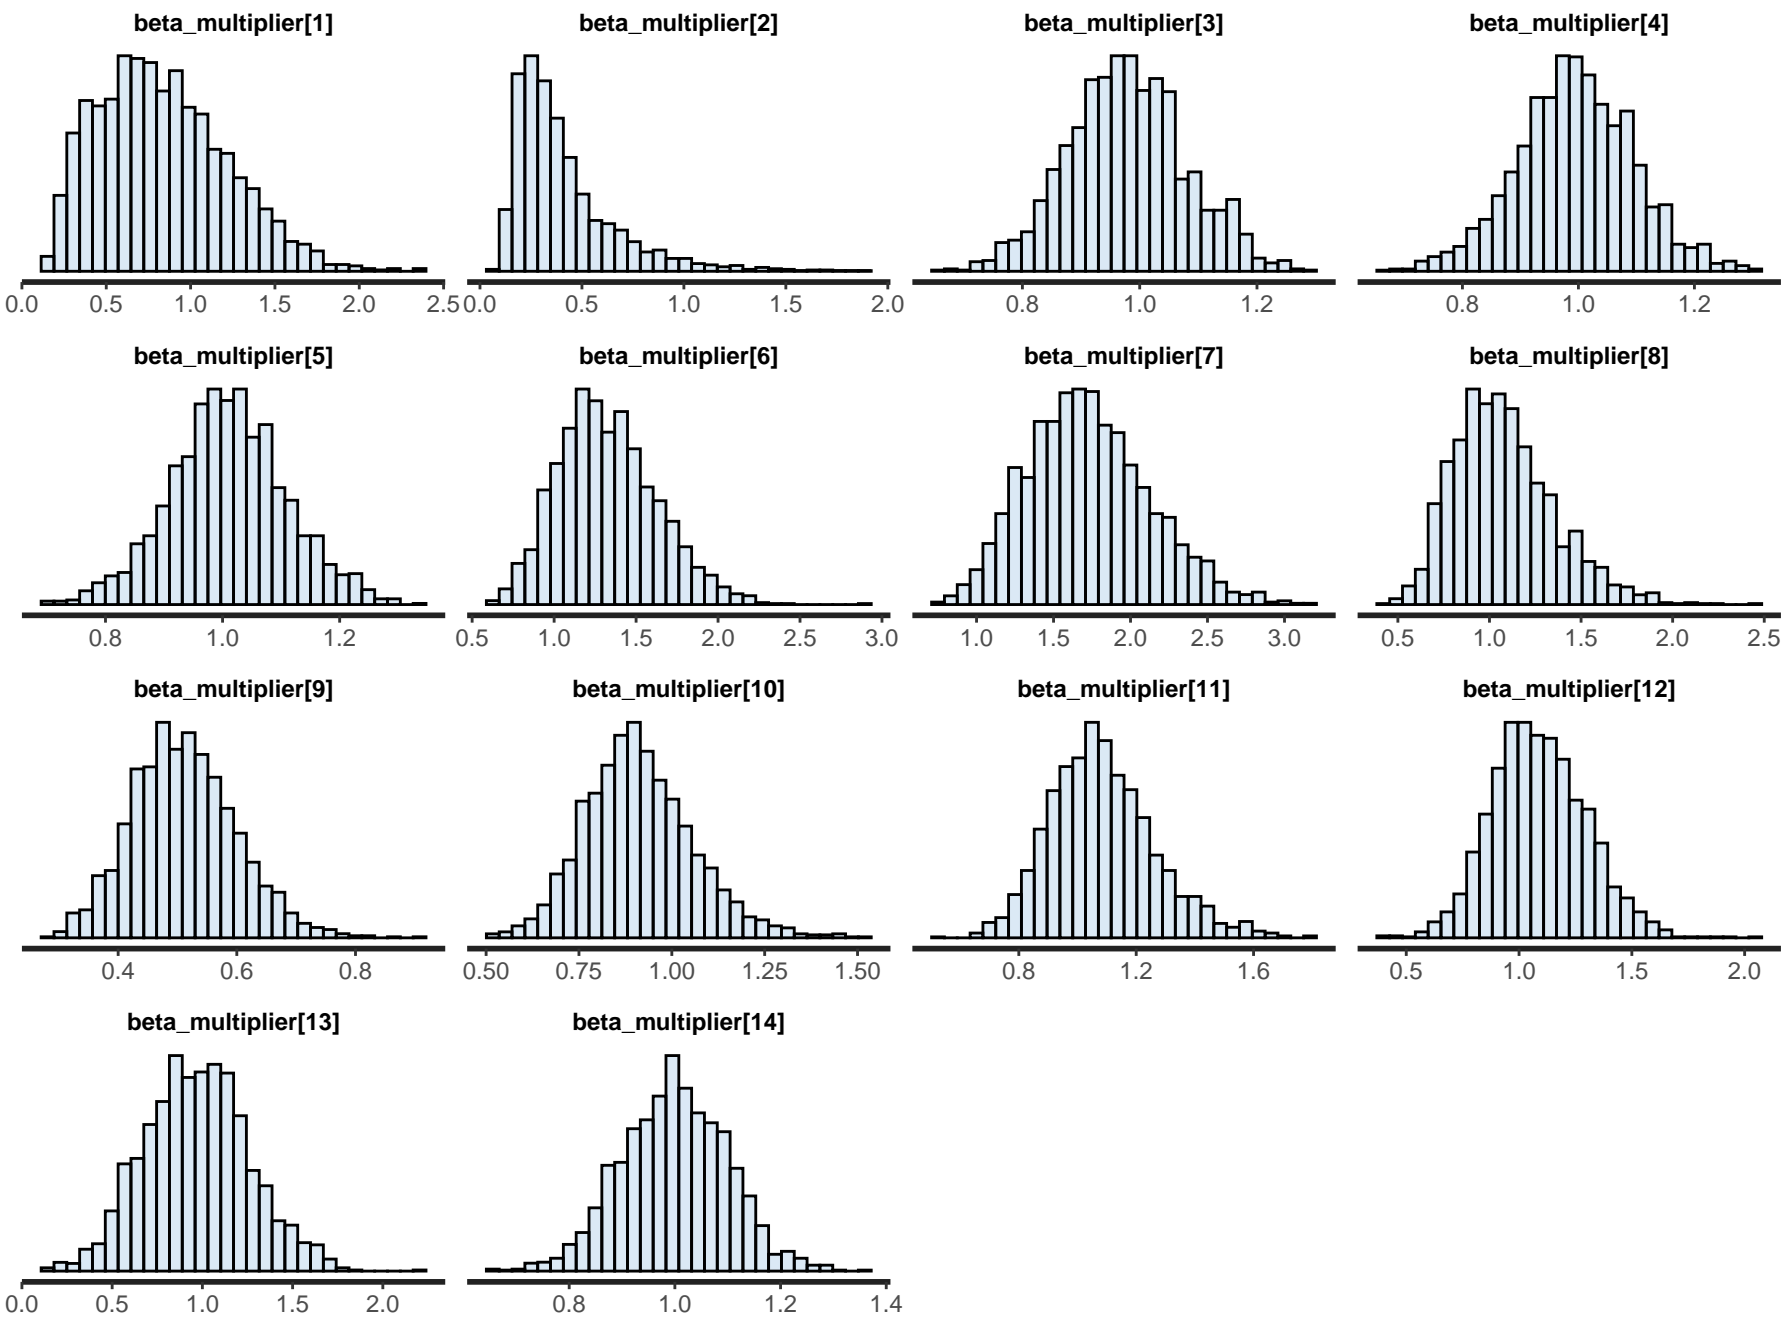 beta_multiplier[1] beta_multiplier[2] beta_multiplier[3] beta_multiplier[4]
0.0 0.5 1.0 1.5 2.0 2.5 0.0 0.5 1.0 1.5 2.0 0.8 1.0 1.2 0.8 1.0 1.2
beta_multiplier[5] beta_multiplier[6] beta_multiplier[7] beta_multiplier[8]
0.8 1.0 1.2 0.5 1.0 1.5 2.0 2.5 3.0 1.0 1.5 2.0 2.5 3.0 0.5 1.0 1.5 2.0 2.5
beta_multiplier[9] beta_multiplier[10] beta_multiplier[11] beta_multiplier[12]
0.4 0.6 0.8 0.50 0.75 1.00 1.25 1.50 0.8 1.2 1.6 0.5 1.0 1.5 2.0
beta_multiplier[13] beta_multiplier[14]
0.0 0.5 1.0 1.5 2.0 0.8 1.0 1.2 1.4